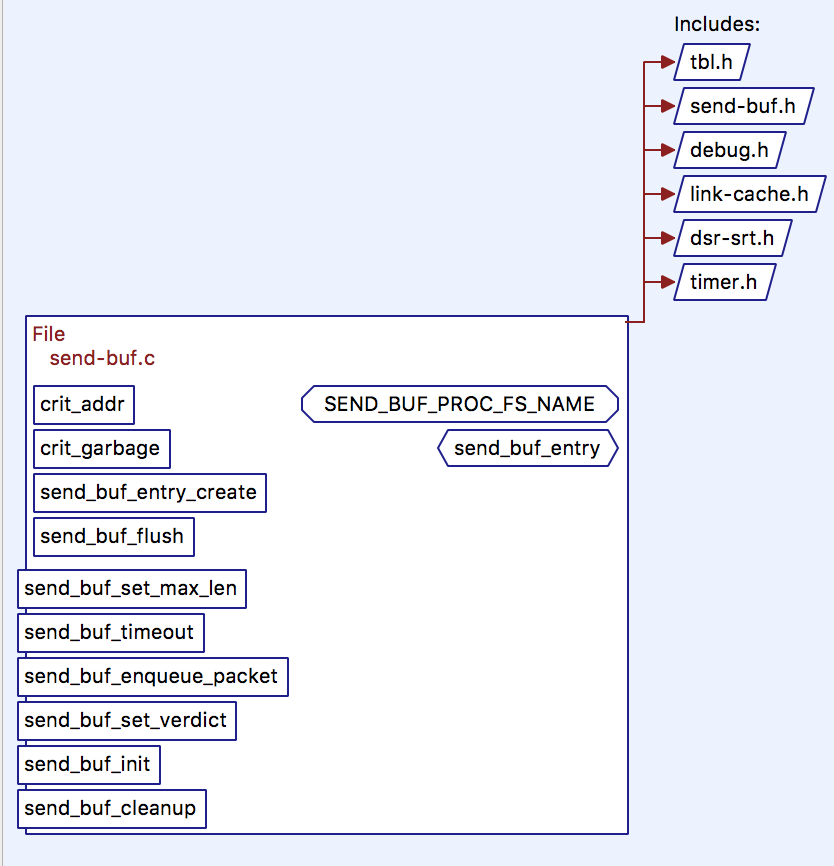 Includes:
tbl.h
send-buf.h
debug.h
link-cache.h
dsr-srt.h
timer.h
File
send-buf.c
crit_addr
SEND_BUF_PROC_FS_NAME
crit_garbage
send_buf_entry
send_buf_entry_create
send_buf_flush
send_buf_set_max_len
send_buf_timeout
send_buf_enqueue_packet
send_buf_set_verdict
send_buf_init
send_buf_cleanup